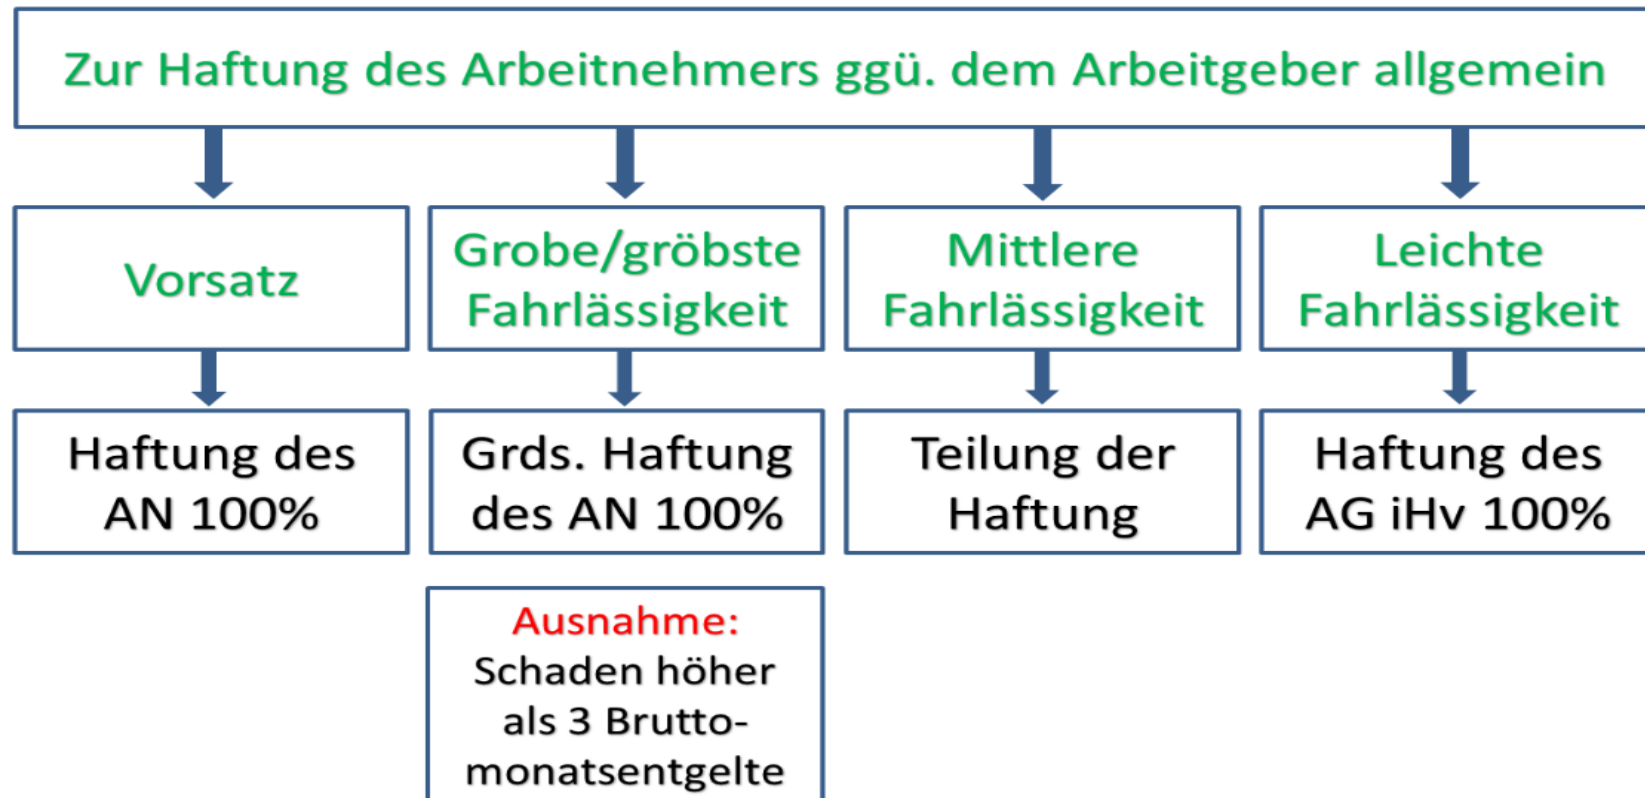 Zur Haftung des Arbeitnehmers ggü. dem Arbeitgeber allgemein
Vorsatz
Grobe/gröbste
Fahrlässigkeit
Mittlere
Fahrlässigkeit
Leichte
Fahrlässigkeit
Haftung des
AN 100%
Grds. Haftung
des AN 100%
Teilung der
Haftung
Haftung des
AG iHv 100%
Ausnahme:
Schaden höher
als 3 Brutto-
monatsentgelte